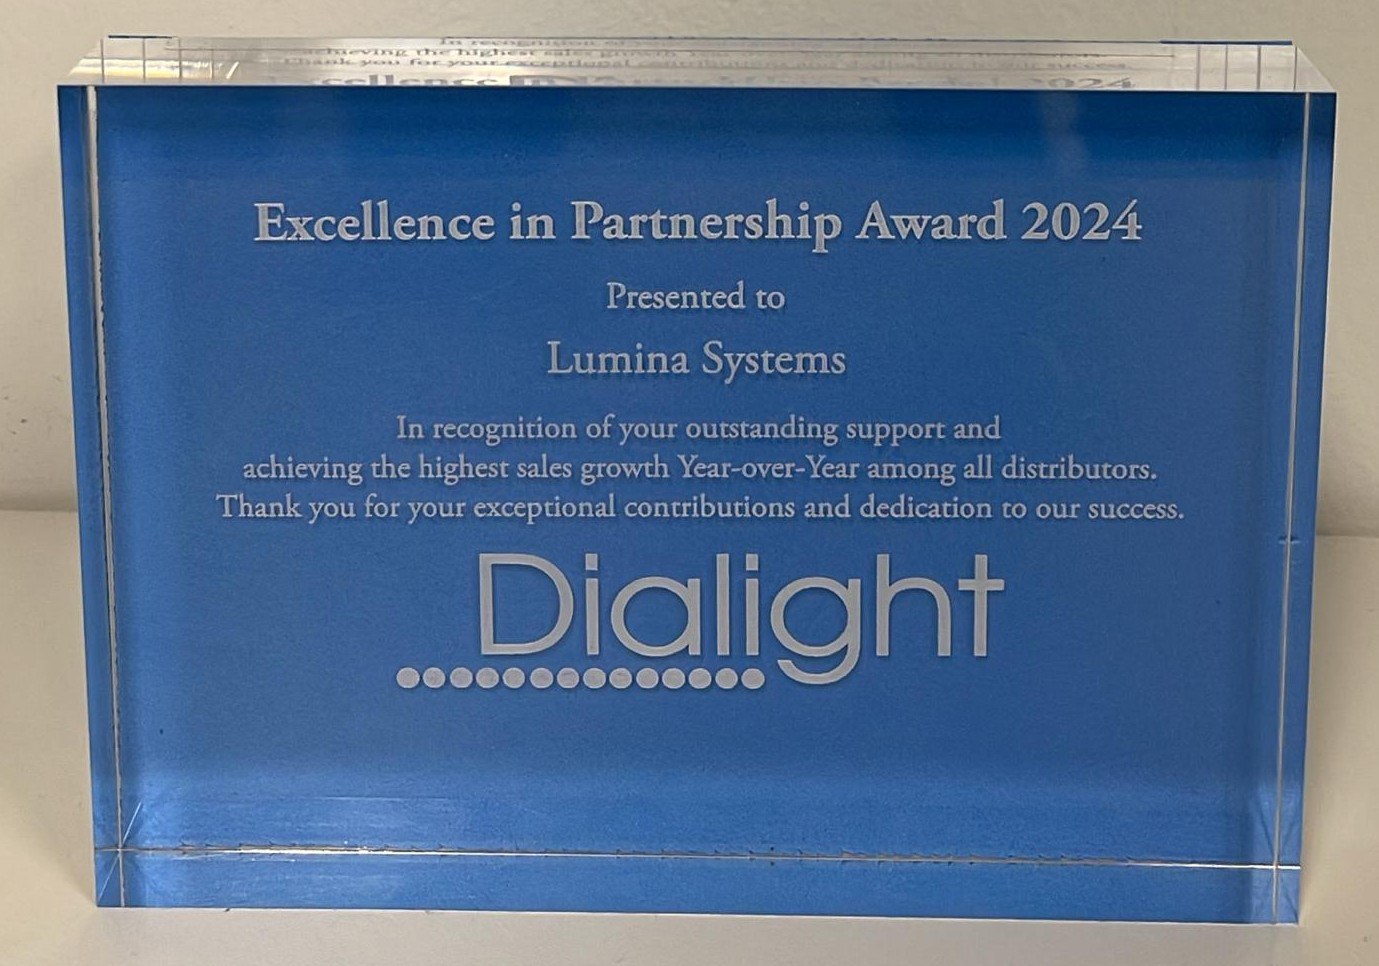 Excellence in Partnership Award 2024
Presented to
Lumina Systems
In recognition of your outstanding support and
achieving the highest sales growth Year-over-Year among all distributors.
Thank you for your exceptional contributions and dedication to our success.
Dialight